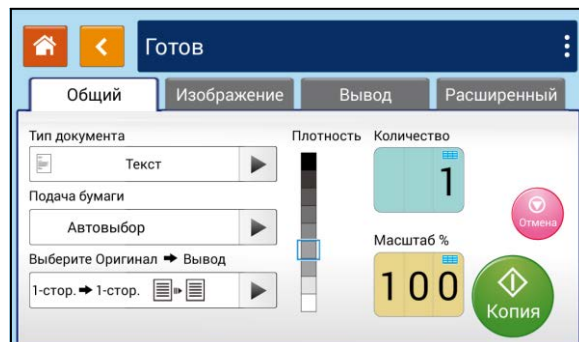 Готов
Общий Изображение Вывод Расширенный
Тип документа
Текст
Подача бумаги
Автовыбор
Выберите Оригинал ➡ Вывод
1-стор. ➡ 1-стор.
Плотность
Количество
1
Масштаб %
100
Отмена
Копия